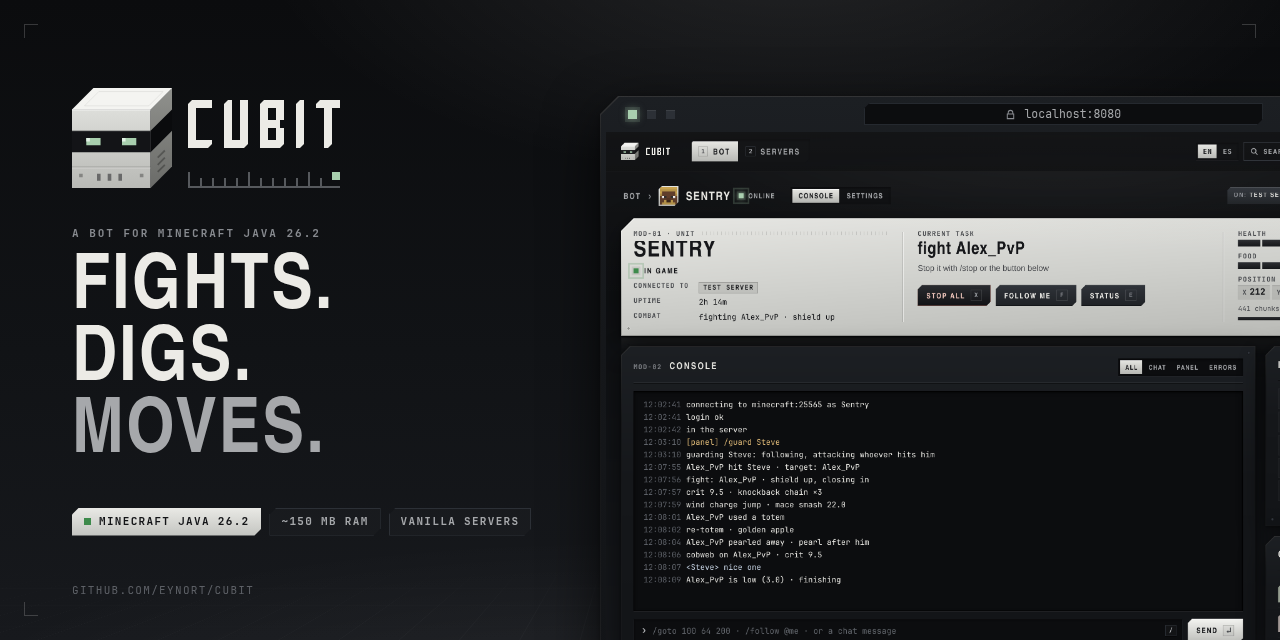 CUBIT
A BOT FOR MINECRAFT JAVA 26.2
FIGHTS.
DIGS.
MOVES.
MINECRAFT JAVA 26.2
~150 MB RAM
VANILLA SERVERS
GITHUB.COM/EYNORT/CUBIT
localhost:8080
CUBIT
1 BOT
2 SERVERS
EN ES
BOT › SENTRY ONLINE CONSOLE SETTINGS
ON: TEST
MOD-01 · UNIT
SENTRY
IN GAME
CONNECTED TO TEST SERVER
UPTIME 2h 14m
COMBAT fighting Alex_PvP · shield up
CURRENT TASK
fight Alex_PvP
Stop it with /stop or the button below
STOP ALL X
FOLLOW ME F
STATUS
HEALTH
FOOD
POSITION
X 212
441 chunks
MOD-02 CONSOLE
ALL CHAT PANEL ERRORS
12:02:41 connecting to minecraft:25565 as Sentry
12:02:41 login ok
12:02:42 in the server
12:03:10 [panel] /guard Steve
12:03:10 guarding Steve: following, attacking whoever hits him
12:07:55 Alex_PvP hit Steve · target: Alex_PvP
12:07:56 fight: Alex_PvP · shield up, closing in
12:07:57 crit 9.5 · knockback chain ×3
12:07:59 wind charge jump · mace smash 22.0
12:08:01 Alex_PvP used a totem
12:08:02 re-totem · golden apple
12:08:04 Alex_PvP pearled away · pearl after him
12:08:06 cobweb on Alex_PvP · crit 9.5
12:08:07 <Steve> nice one
12:08:09 Alex_PvP is low (3.0) · finishing
❯ /goto 100 64 200 · /follow @me · or a chat message
/
SEND